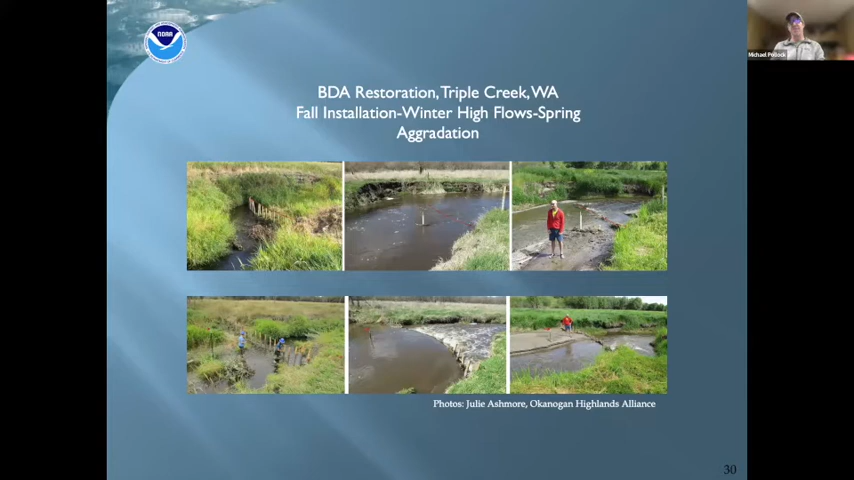 NOAA
Michael Pollock
BDA Restoration, Triple Creek, WA
Fall Installation-Winter High Flows-Spring
Aggradation
Photos: Julie Ashmore, Okanogan Highlands Alliance
30